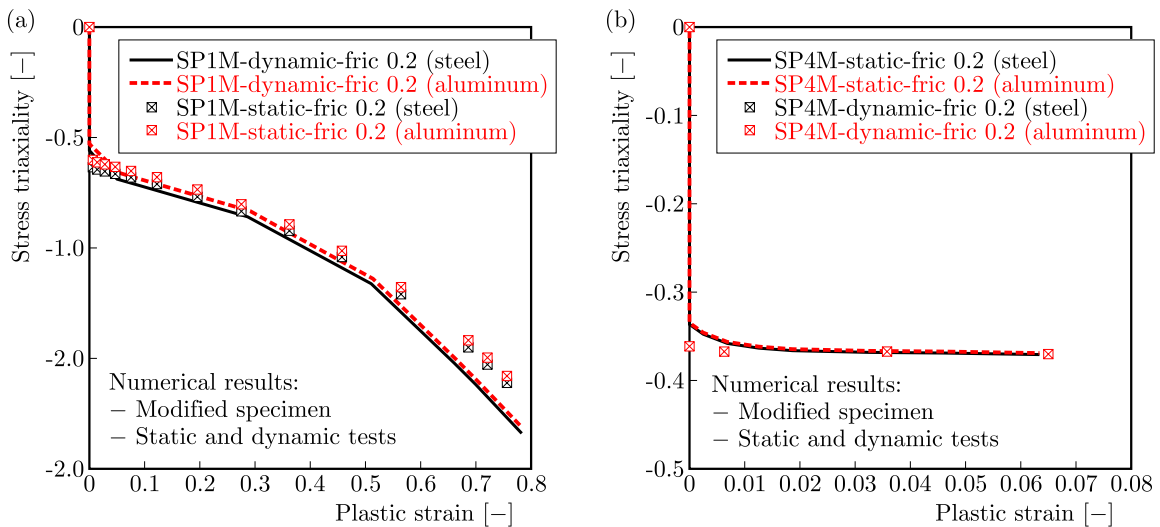 (a)
0
-0.5
-1.0
-2.0
-2.0
Stress triaxiality [−]
SP1M-dynamic-fric 0.2 (steel)
SP1M-dynamic-fric 0.2 (aluminum)
SP1M-static-fric 0.2 (steel)
SP1M-static-fric 0.2 (aluminum)
Numerical results:
− Modified specimen
− Static and dynamic tests
0 0.1 0.2 0.3 0.4 0.5 0.6 0.7 0.8
Plastic strain [−]
(b)
0
-0.1
-0.2
-0.3
-0.4
-0.5
Stress triaxiality [−]
SP4M-static-fric 0.2 (steel)
SP4M-static-fric 0.2 (aluminum)
SP4M-dynamic-fric 0.2 (steel)
SP4M-dynamic-fric 0.2 (aluminum)
Numerical results:
− Modified specimen
− Static and dynamic tests
0 0.01 0.02 0.03 0.04 0.05 0.06 0.07 0.08
Plastic strain [−]